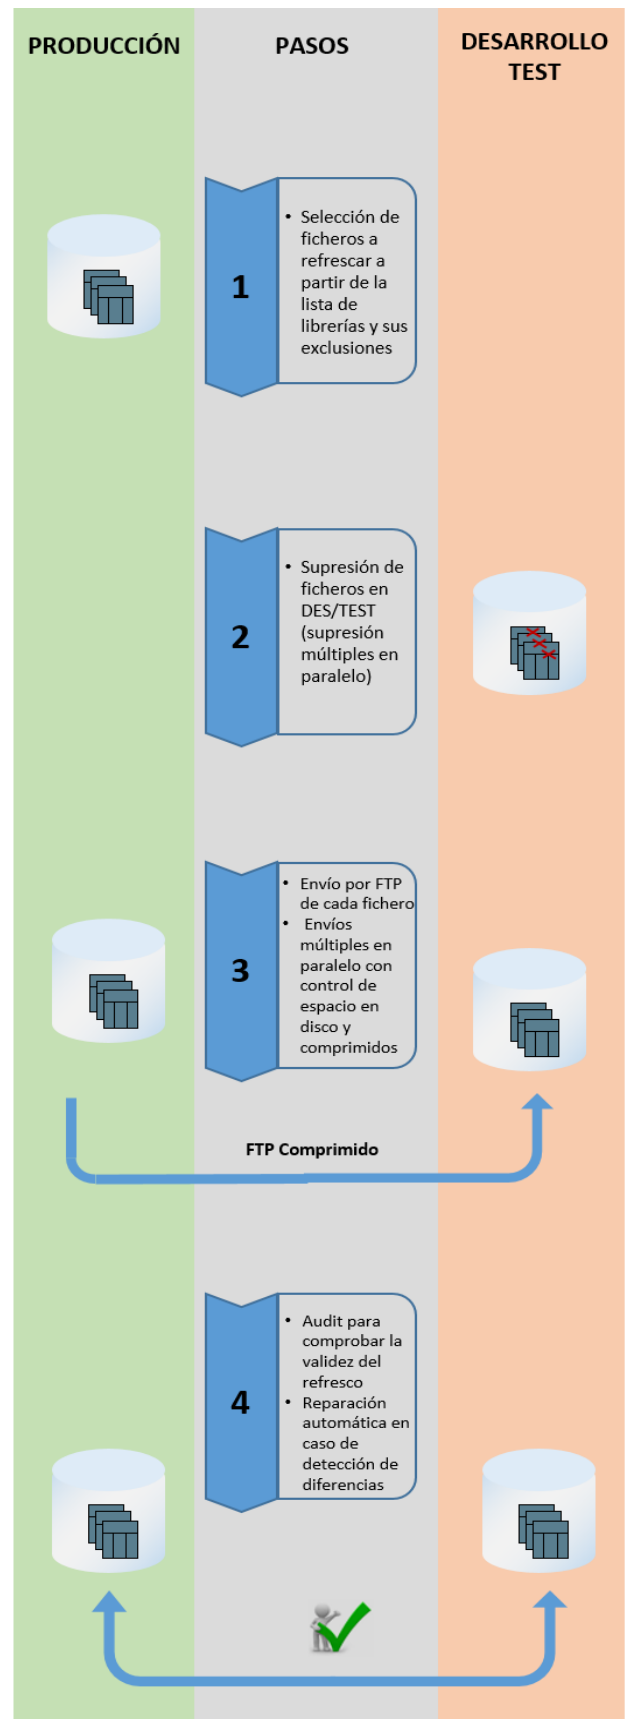 PRODUCCIÓN
PASOS
DESARROLLO
TEST
1
• Selección de
ficheros a
refrescar a
partir de la
lista de
librerías y sus
exclusiones
2
• Supresión de
ficheros en
DES/TEST
(supresión
múltiples en
paralelo)
3
• Envío por FTP
de cada fichero
• Envíos
múltiples en
paralelo con
control de
espacio en
disco y
comprimidos
FTP Comprimido
4
• Audit para
comprobar la
validez del
refresco
• Reparación
automática en
caso de
detección de
diferencias